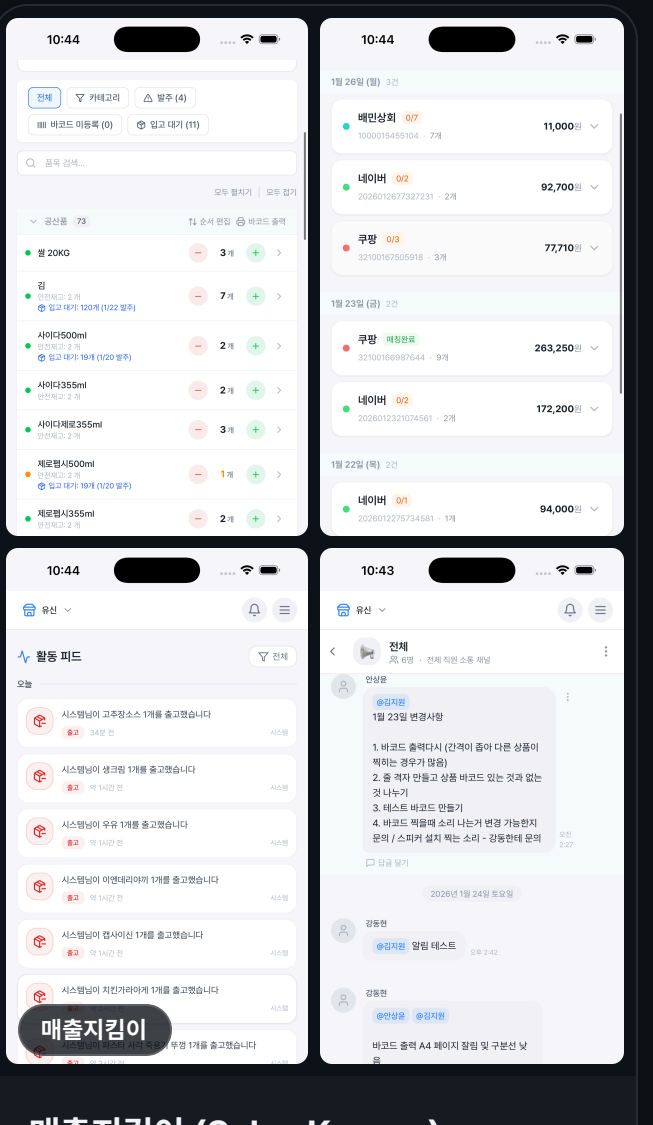 10:44
전체
카테고리
발주 (4)
바코드 미등록 (0)
입고 대기 (11)
품목 검색...
모두 펼치기 | 모두 접기
공산품 73
순서 편집
바코드 출력
쌀 20KG
3개
김
안전재고: 2 개
입고 대기: 120개 (1/22 발주)
7개
사이다500ml
안전재고: 2 개
입고 대기: 19개 (1/20 발주)
2개
사이다355ml
안전재고: 2 개
2개
사이다제로355ml
안전재고: 2 개
3개
제로펩시500ml
안전재고: 2 개
입고 대기: 19개 (1/20 발주)
1개
제로펩시355ml
안전재고: 2 개
2개
10:44
1월 26일 (월) 3건
배민상회 0/7
1000015455104 · 7개
11,000원
네이버 0/2
2026012677327231 · 2개
92,700원
쿠팡 0/3
32100167505918 · 3개
77,710원
1월 23일 (금) 2건
쿠팡 매칭완료
32100166987644 · 9개
263,250원
네이버 0/2
2026012321074561 · 2개
172,200원
1월 22일 (목) 2건
네이버 0/1
2026012275734581 · 1개
94,000원
10:44
유신
활동 피드
전체
오늘
시스템님이 고추장소스 1개를 출고했습니다
출고 34분 전
시스템
시스템님이 생크림 1개를 출고했습니다
출고 약 1시간 전
시스템
시스템님이 우유 1개를 출고했습니다
출고 약 1시간 전
시스템
시스템님이 이엔데리야끼 1개를 출고했습니다
출고 약 1시간 전
시스템
시스템님이 캡사이신 1개를 출고했습니다
출고 약 1시간 전
시스템
시스템님이 치킨가라아게 1개를 출고했습니다
시스템
매출지킴이
뚜껑 1개를 출고했습니다
시스템
10:43
유신
전체
6명 · 전체 직원 소통 채널
안상윤
@김지원
1월 23일 변경사항
1. 바코드 출력다시 (간격이 좁아 다른 상품이
찍히는 경우가 많음)
2. 줄 격자 만들고 상품 바코드 있는 것과 없는
것 나누기
3. 테스트 바코드 만들기
4. 바코드 찍을때 소리 나는거 변경 가능한지
문의 / 스피커 설치 찍는 소리 - 강동한테 문의
오전
2:27
답글 달기
2026년 1월 24일 토요일
강동현
@김지원 알림 테스트
오후 2:42
강동현
@안상윤 @김지원
바코드 출력 A4 페이지 잘림 및 구분선 낮
음